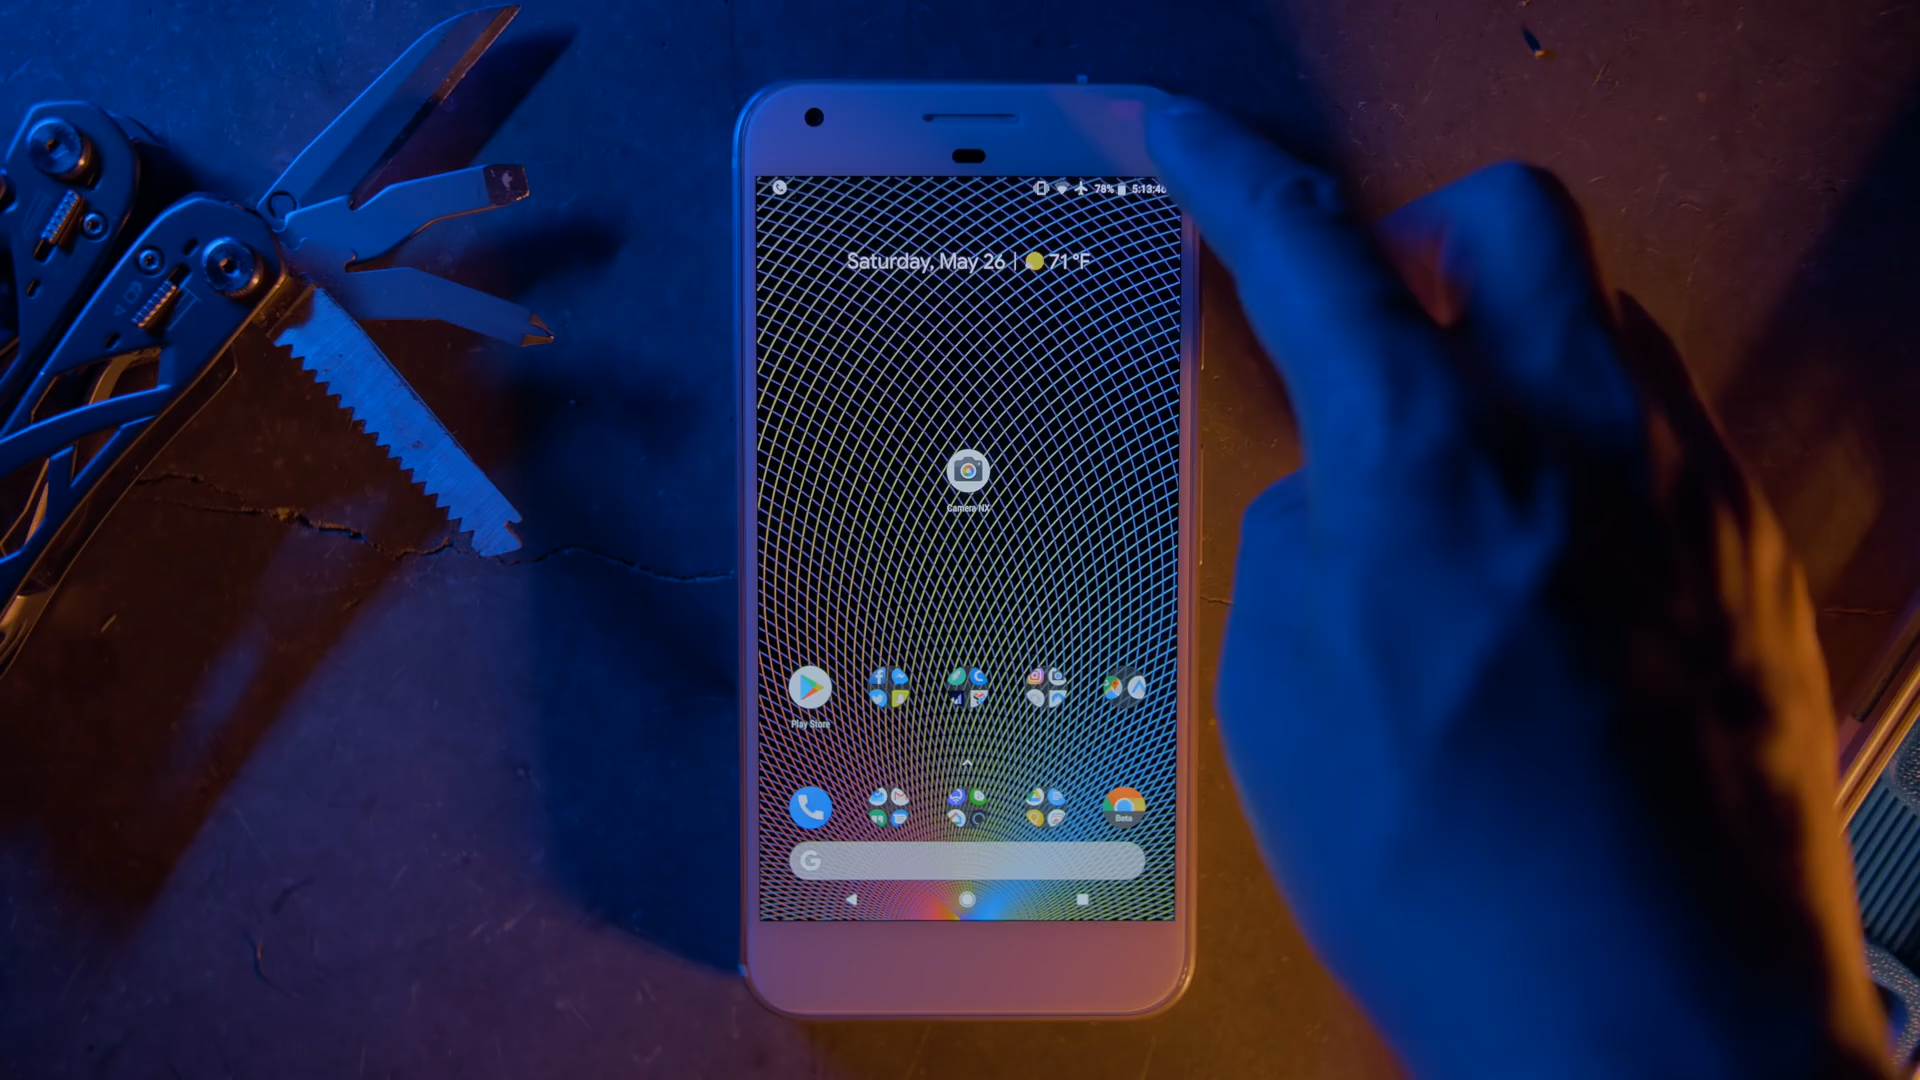 78% 5:13:46
Saturday, May 26 | 71 °F
Camera NX
Play Store
Beta
G